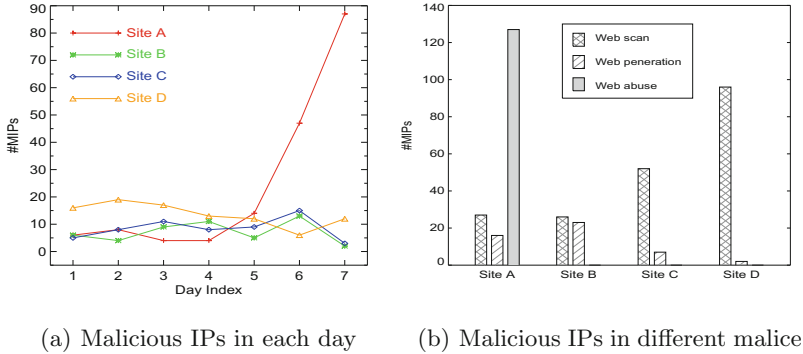 90
80
70
60
50
40
30
20
10
0
#MIPs
Site A
Site B
Site C
Site D
1 2 3 4 5 6 7
Day Index
(a) Malicious IPs in each day
140
120
100
80
60
40
20
0
#MIPs
Web scan
Web peneration
Web abuse
Site A Site B Site C Site D
(b) Malicious IPs in different malice